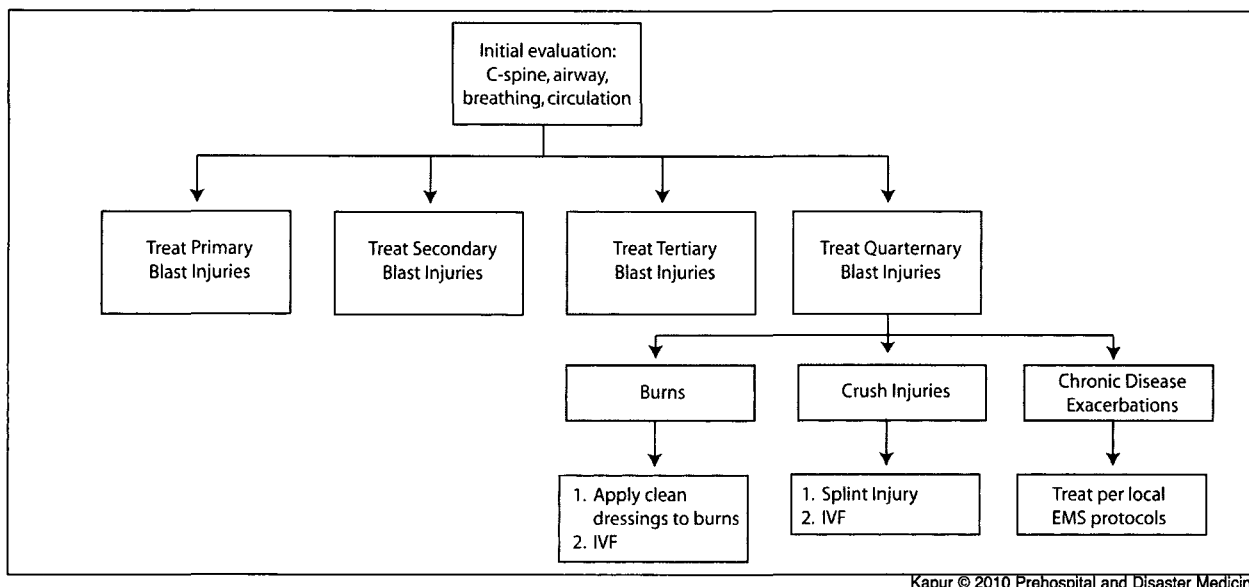 Initial evaluation:
C-spine, airway,
breathing, circulation
Treat Primary
Blast Injuries
Treat Secondary
Blast Injuries
Treat Tertiary
Blast Injuries
Treat Quarternary
Blast Injuries
Burns
Crush Injuries
Chronic Disease
Exacerbations
1. Apply clean
dressings to burns
2. IVF
1. Splint Injury
2. IVF
Treat per local
EMS protocols
Kapur © 2010 Prehospital and Disaster Medicin